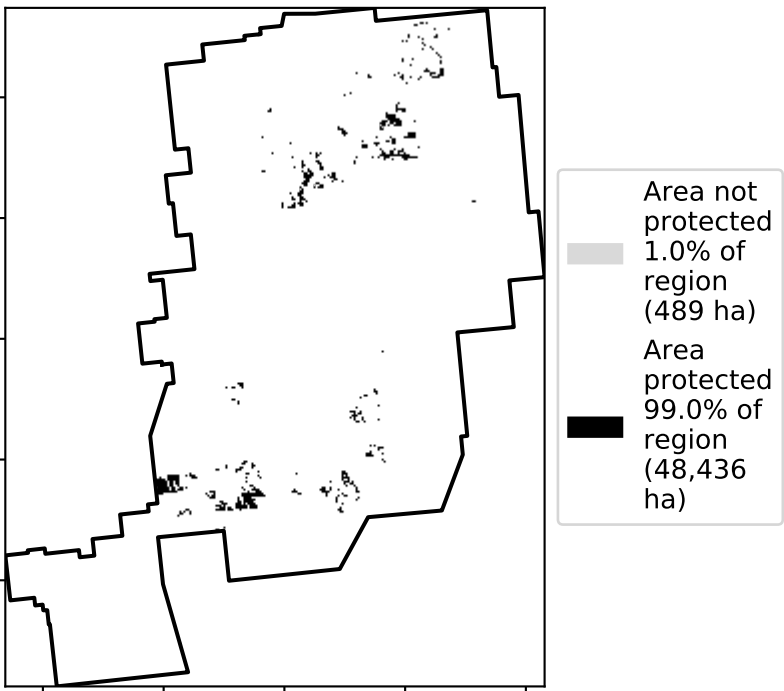 Area not
protected
1.0% of
region
(489 ha)
Area
protected
99.0% of
region
(48,436
ha)